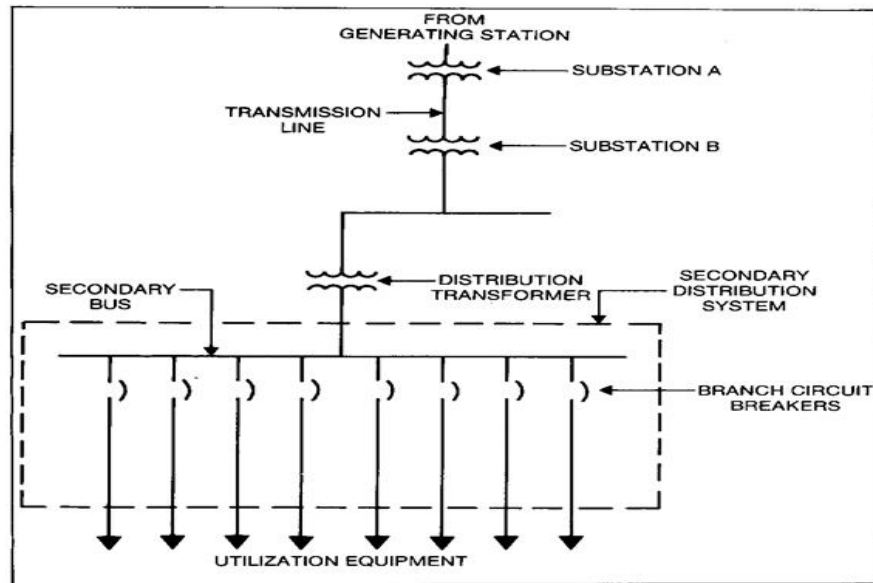 FROM
GENERATING STATION
SUBSTATION A
TRANSMISSION
LINE
SUBSTATION B
DISTRIBUTION
TRANSFORMER
SECONDARY
BUS
SECONDARY
DISTRIBUTION
SYSTEM
BRANCH CIRCUIT
BREAKERS
UTILIZATION EQUIPMENT